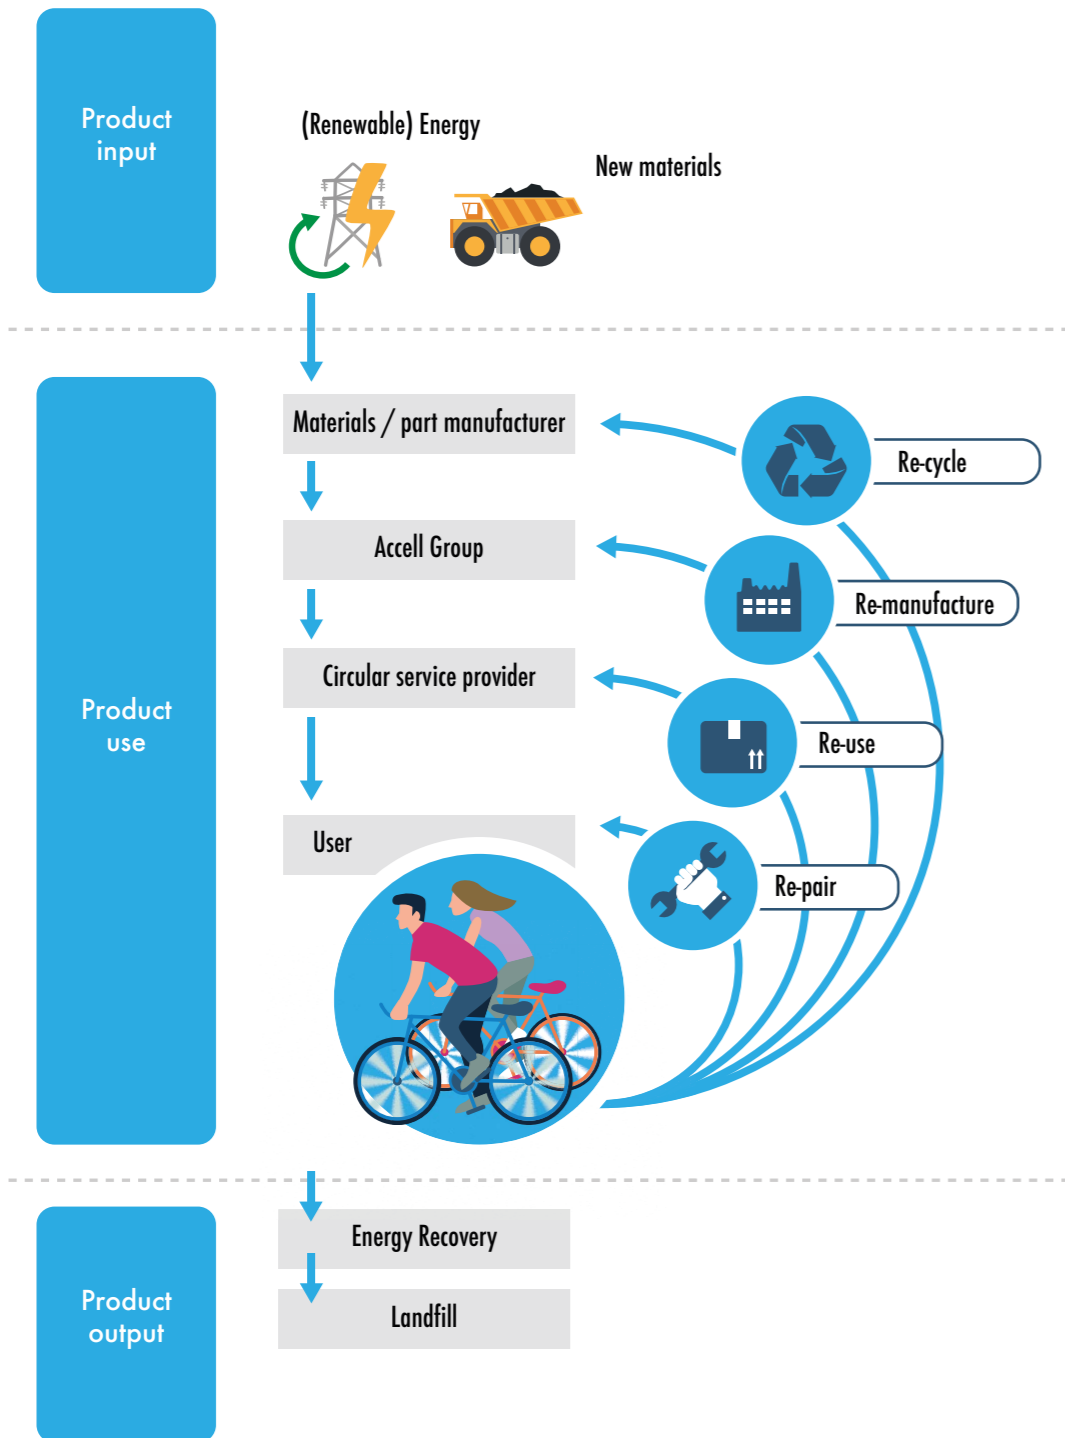 Product
input
(Renewable) Energy
New materials
Product
use
Materials / part manufacturer
Re-cycle
Accell Group
Re-manufacture
Circular service provider
Re-use
User
Re-pair
Product
output
Energy Recovery
Landfill